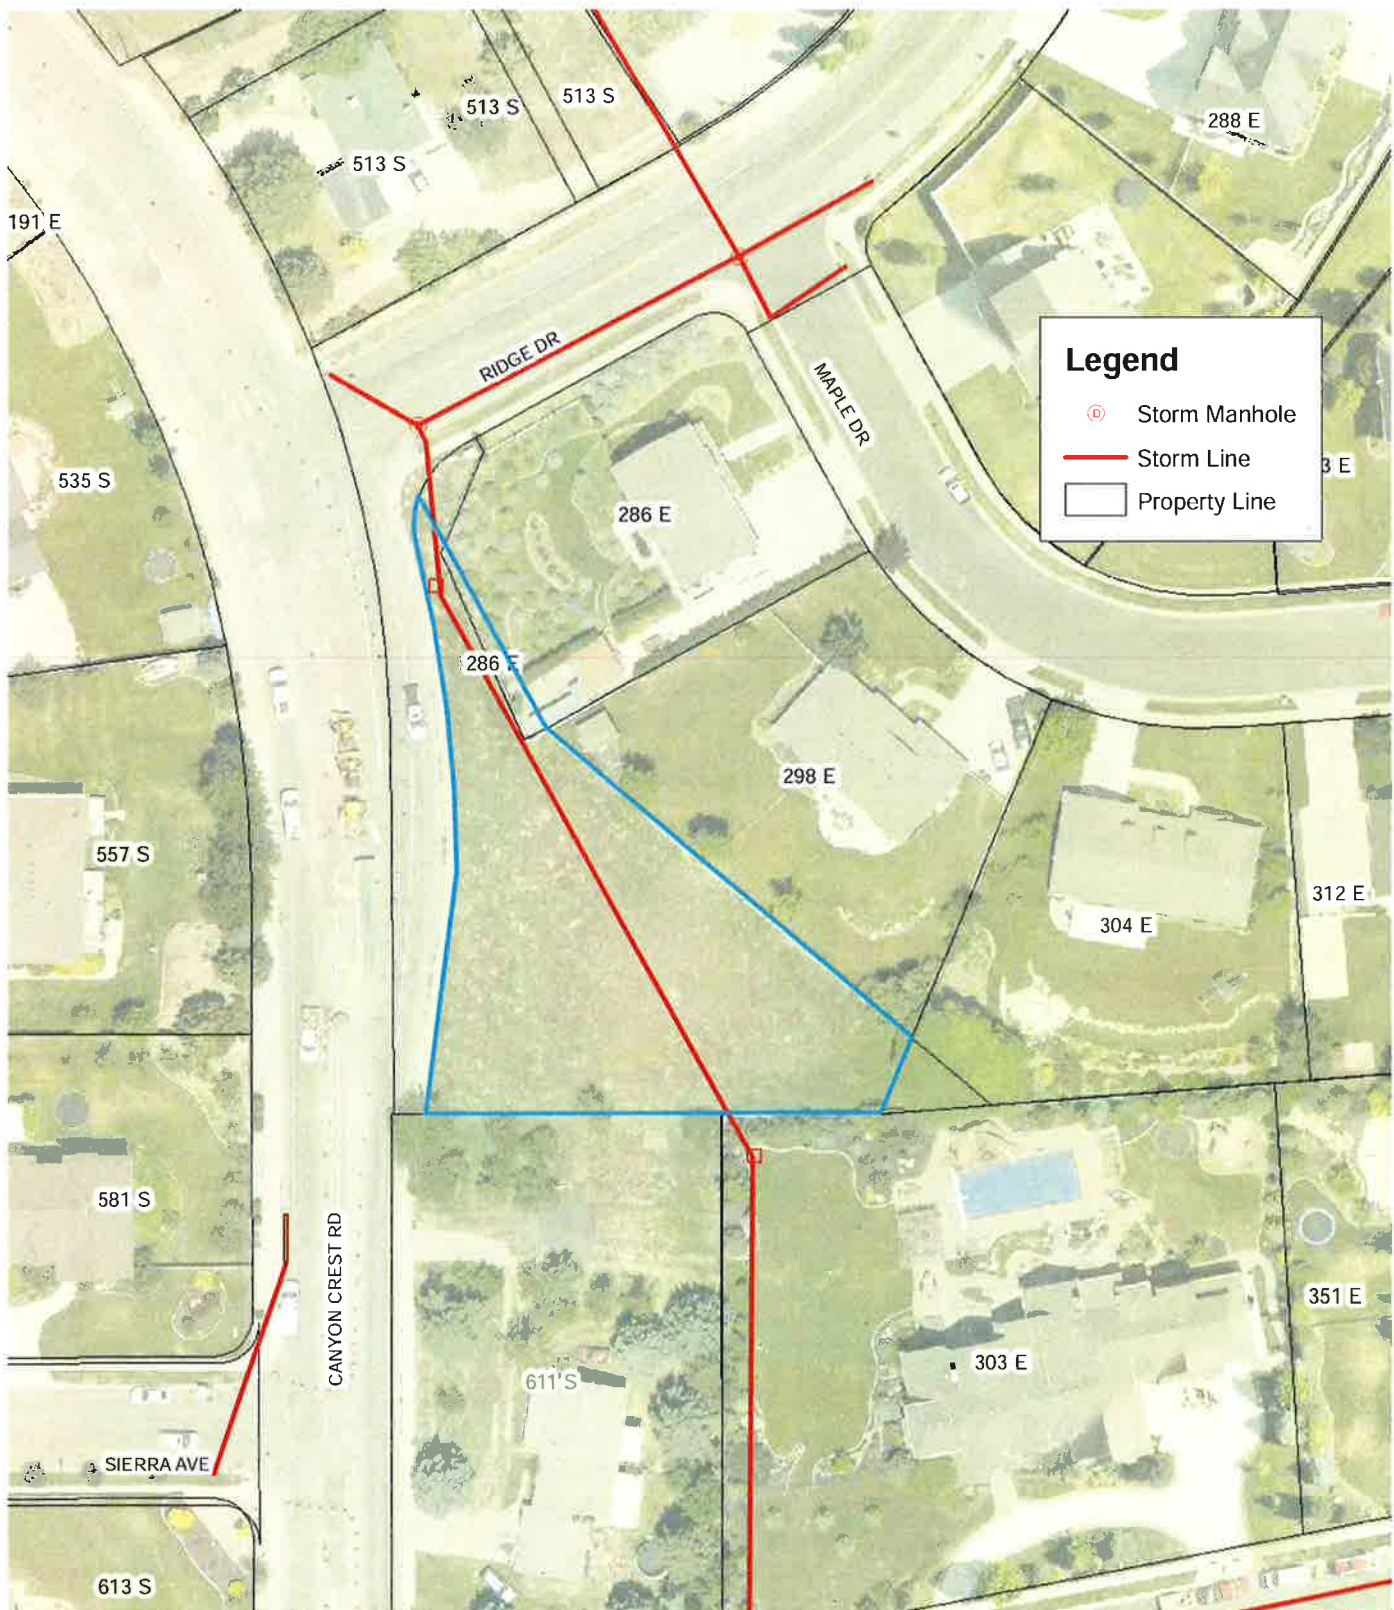 513 S
513 S
513 S
288 E
191 E
RIDGE DR
MAPLE DR
Legend
D Storm Manhole
Storm Line
Property Line
3 E
535 S
286 E
286
298 E
557 S
304 E
312 E
581 S
CANYON CREST RD
351 E
303 E
611 S
SIERRA AVE
613 S